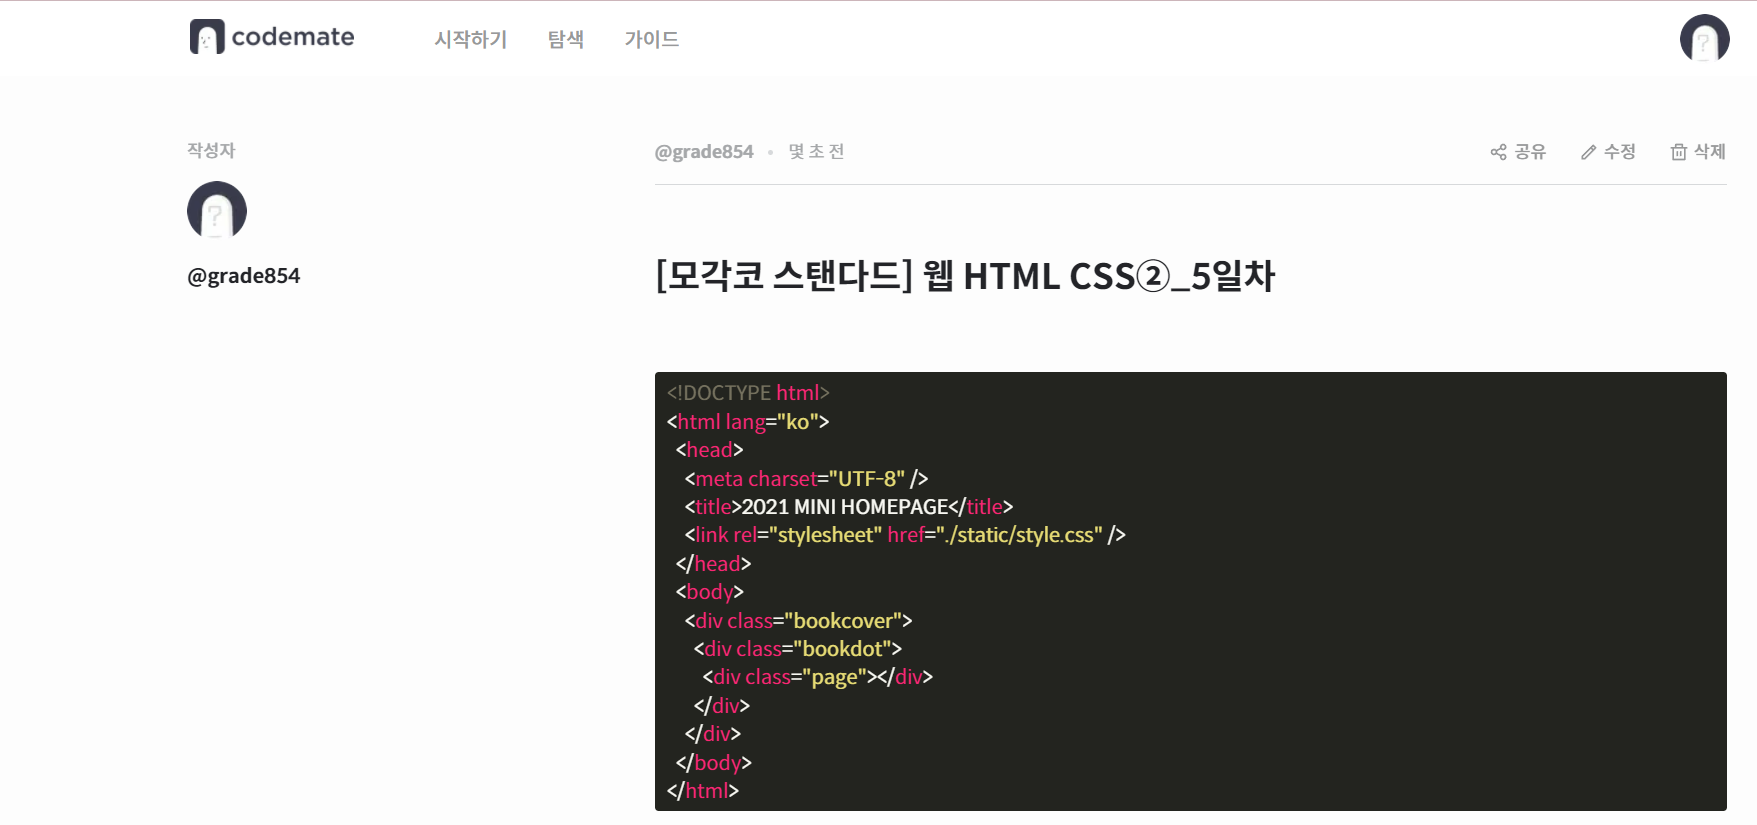 codemate 시작하기 탐색 가이드
작성자
@grade854
@grade854 • 몇 초 전 공유 수정 삭제
[모각코 스탠다드] 웹 HTML CSS②_5일차
<!DOCTYPE html>
<html lang="ko">
  <head>
    <meta charset="UTF-8" />
    <title>2021 MINI HOMEPAGE</title>
    <link rel="stylesheet" href="./static/style.css" />
  </head>
  <body>
    <div class="bookcover">
      <div class="bookdot">
        <div class="page"></div>
      </div>
    </div>
  </body>
</html>